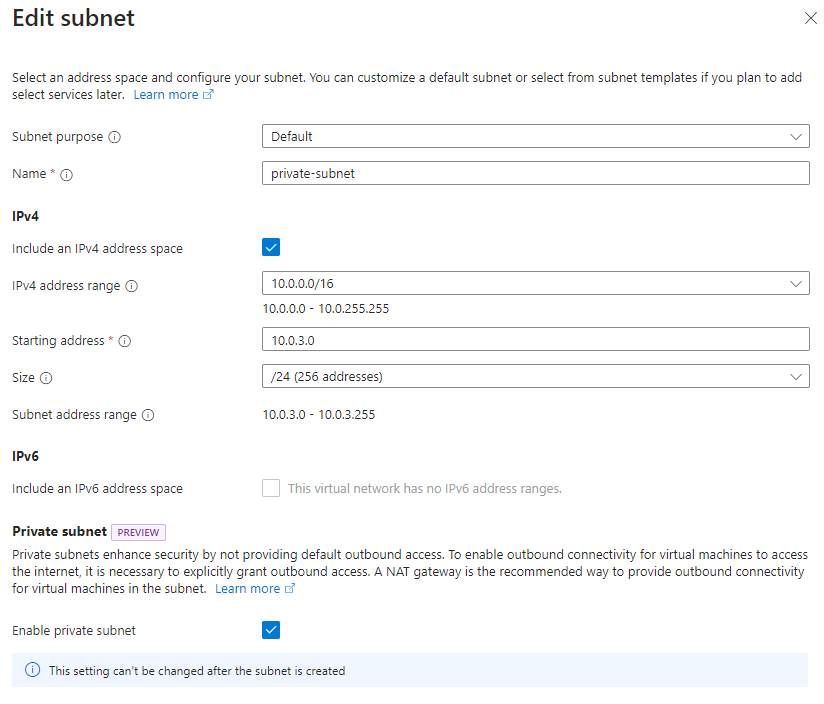 Edit subnet
Select an address space and configure your subnet. You can customize a default subnet or select from subnet templates if you plan to add
select services later. Learn more
Subnet purpose
Default
Name *
private-subnet
IPv4
Include an IPv4 address space
IPv4 address range
10.0.0.0/16
10.0.0.0 - 10.0.255.255
Starting address *
10.0.3.0
Size
/24 (256 addresses)
Subnet address range
10.0.3.0 - 10.0.3.255
IPv6
Include an IPv6 address space
This virtual network has no IPv6 address ranges.
Private subnet PREVIEW
Private subnets enhance security by not providing default outbound access. To enable outbound connectivity for virtual machines to access
the internet, it is necessary to explicitly grant outbound access. A NAT gateway is the recommended way to provide outbound connectivity
for virtual machines in the subnet. Learn more
Enable private subnet
This setting can't be changed after the subnet is created